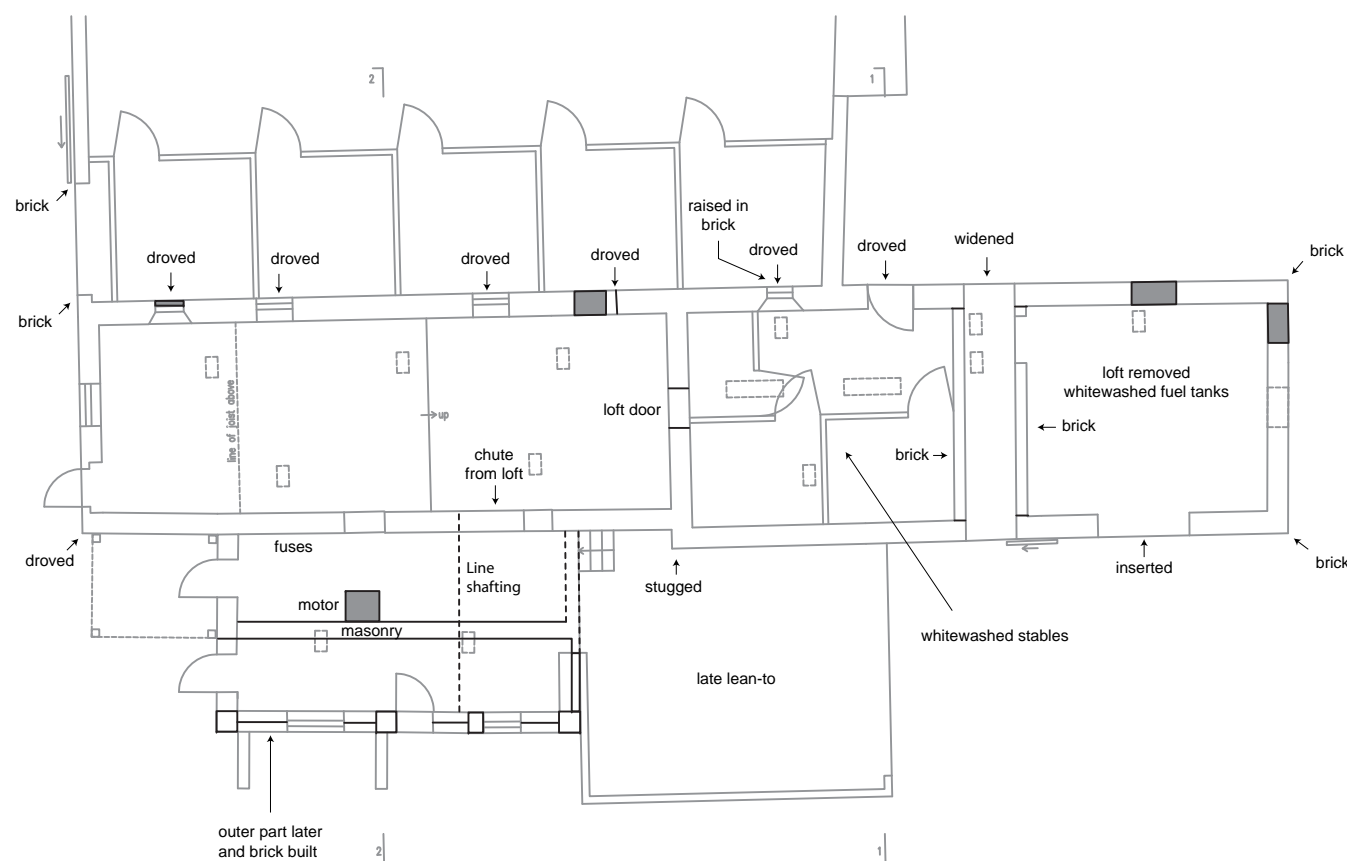 2
1
brick
raised in
brick
droved
droved
droved
droved
droved
droved
widened
brick
brick
loft removed
whitewashed fuel tanks
loft door
line of joist above
up
brick
chute
from loft
brick
droved
fuses
Line
shafting
stugged
inserted
brick
motor
masonry
whitewashed stables
late lean-to
outer part later
and brick built
2
1